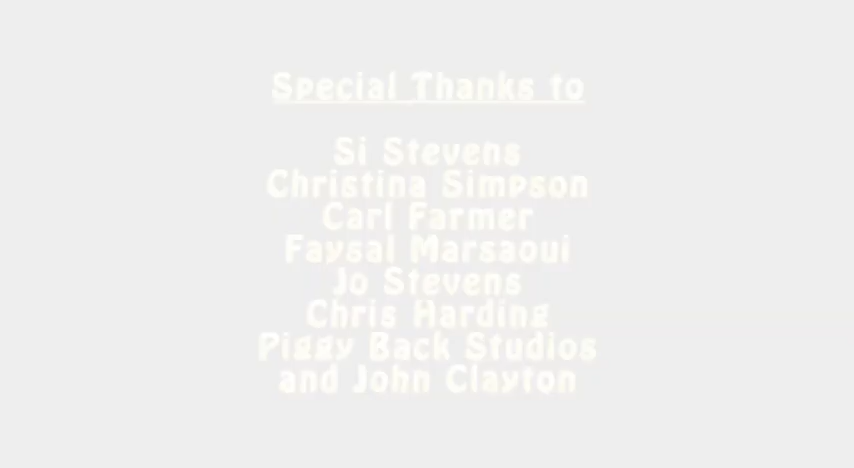 Special Thanks to
Si Stevens
Christina Simpson
Carl Farmer
Faysal Marsaoui
Jo Stevens
Chris Harding
Piggy Back Studios
and John Clayton